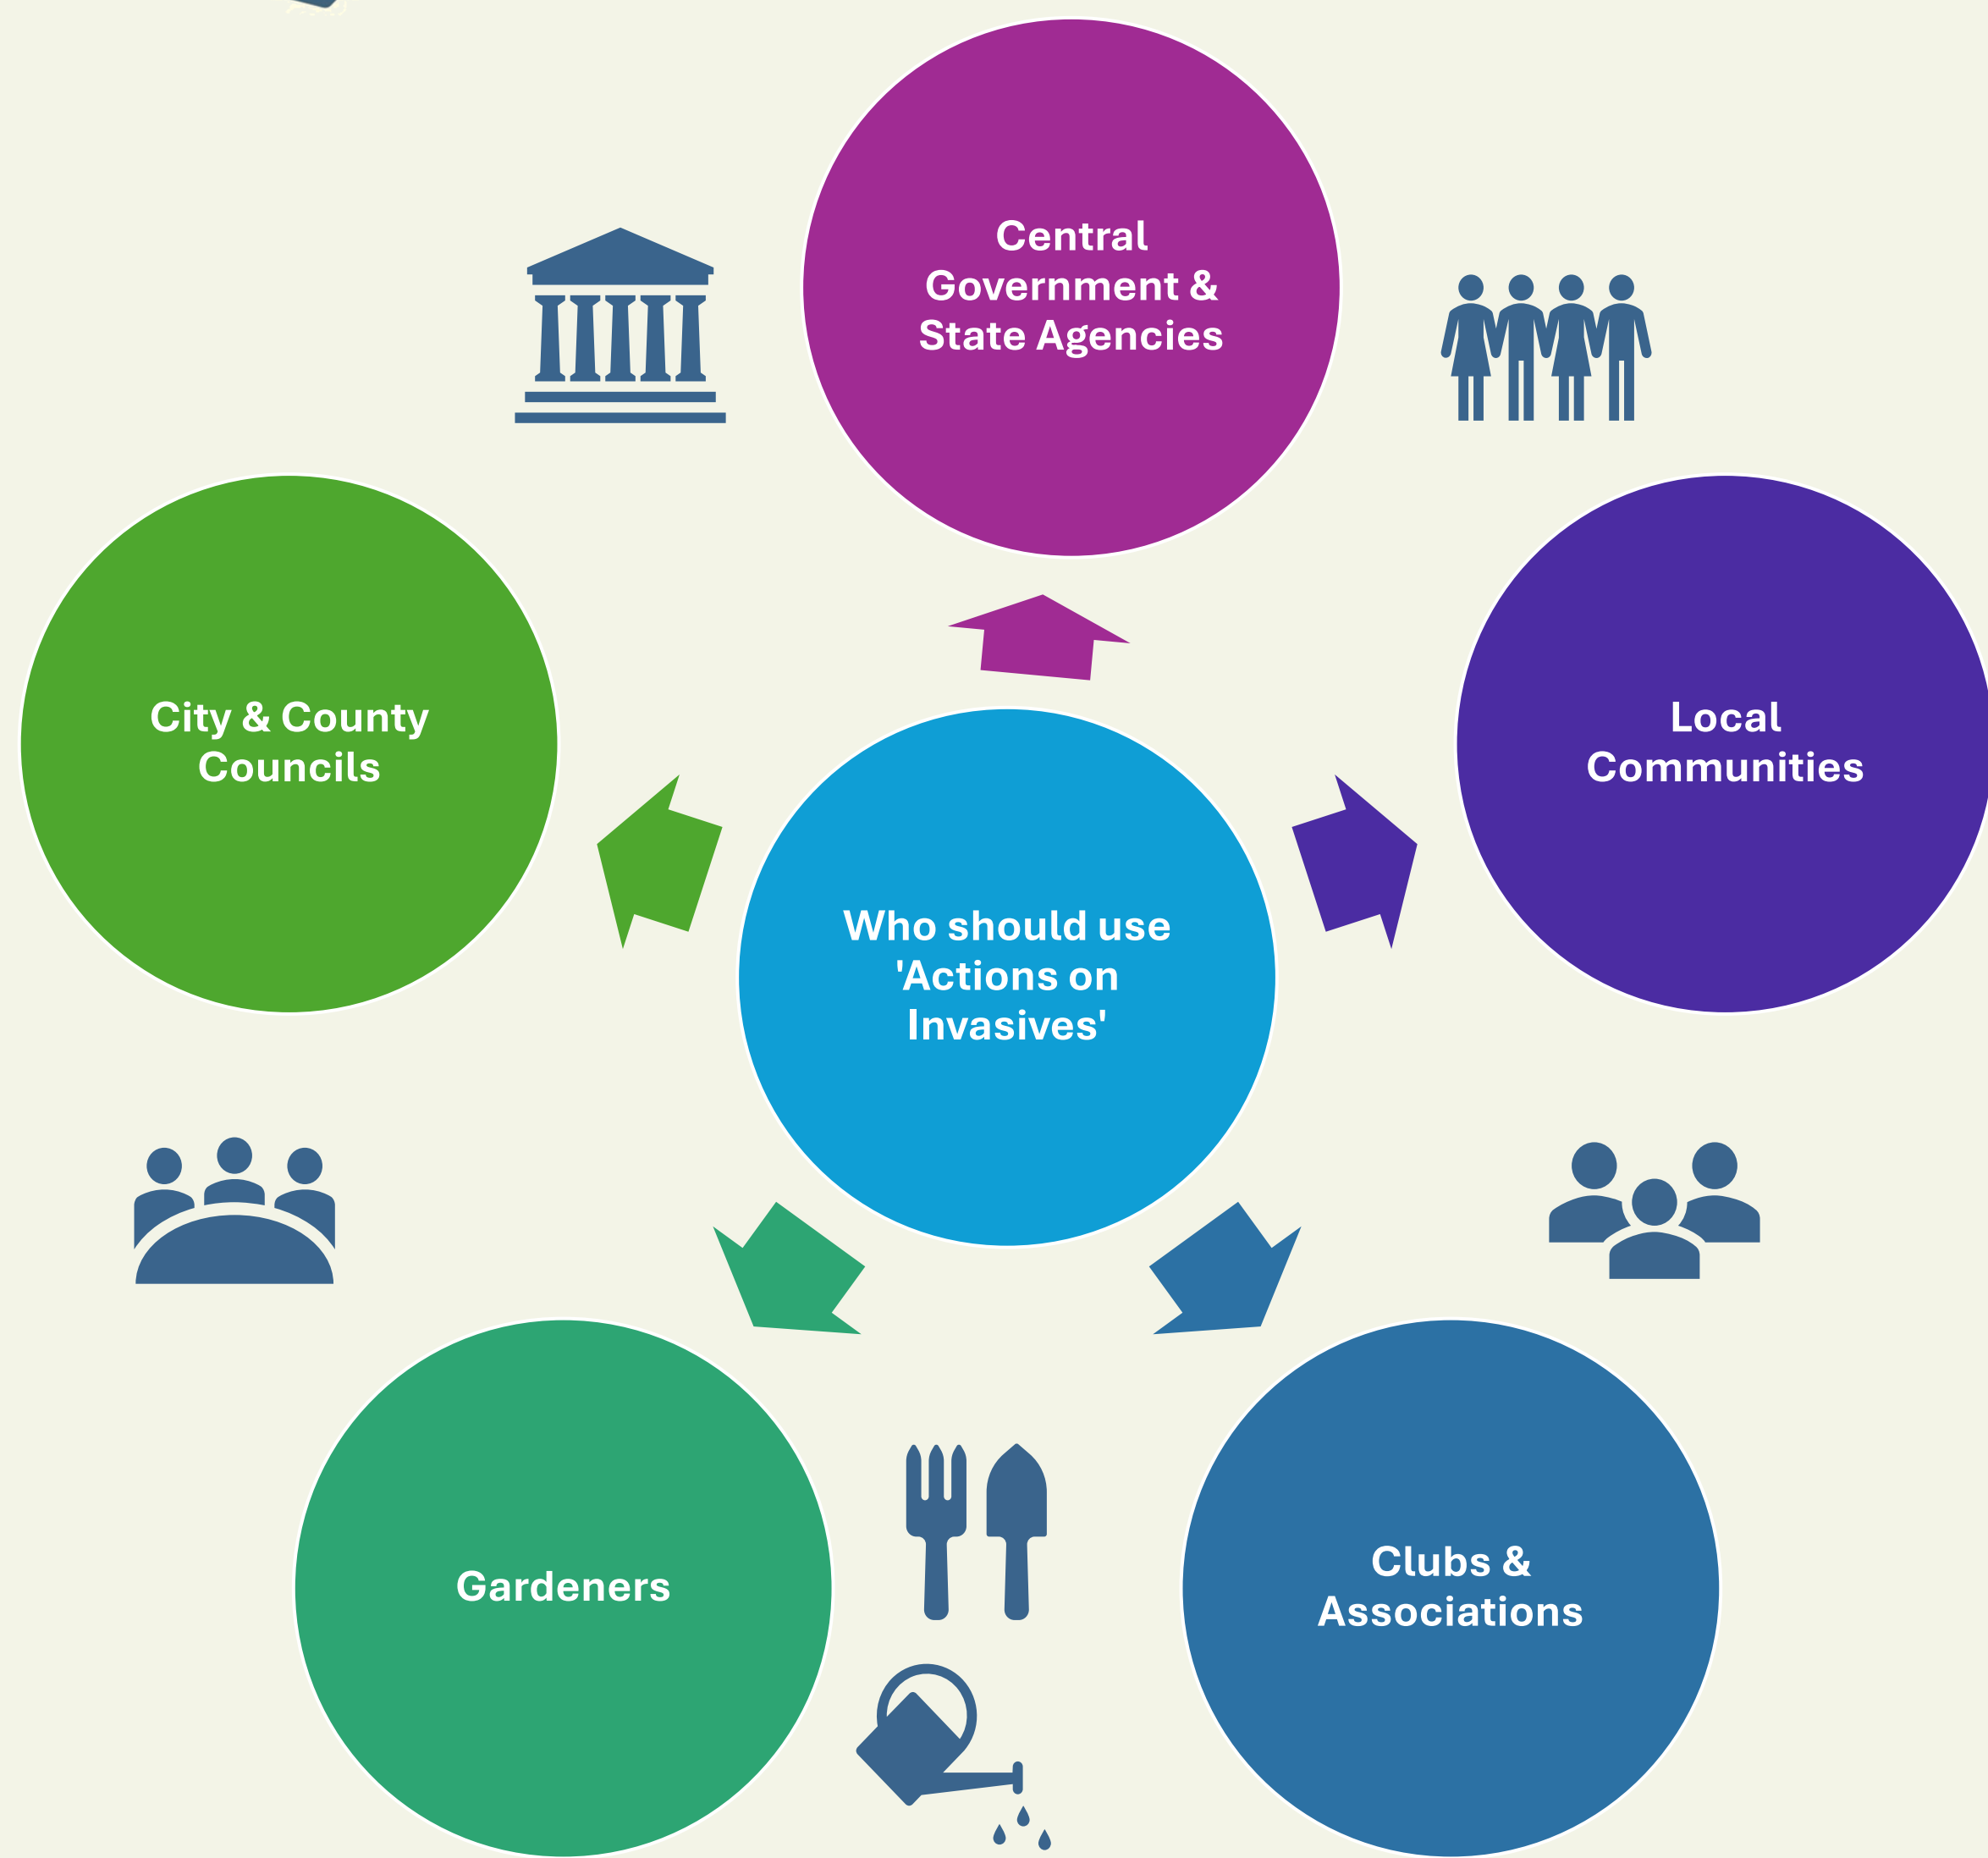 Central
Government &
State Agencies
City & County
Councils
Local
Communities
Who should use
'Actions on
Invasives'
Gardeners
Clubs &
Associations